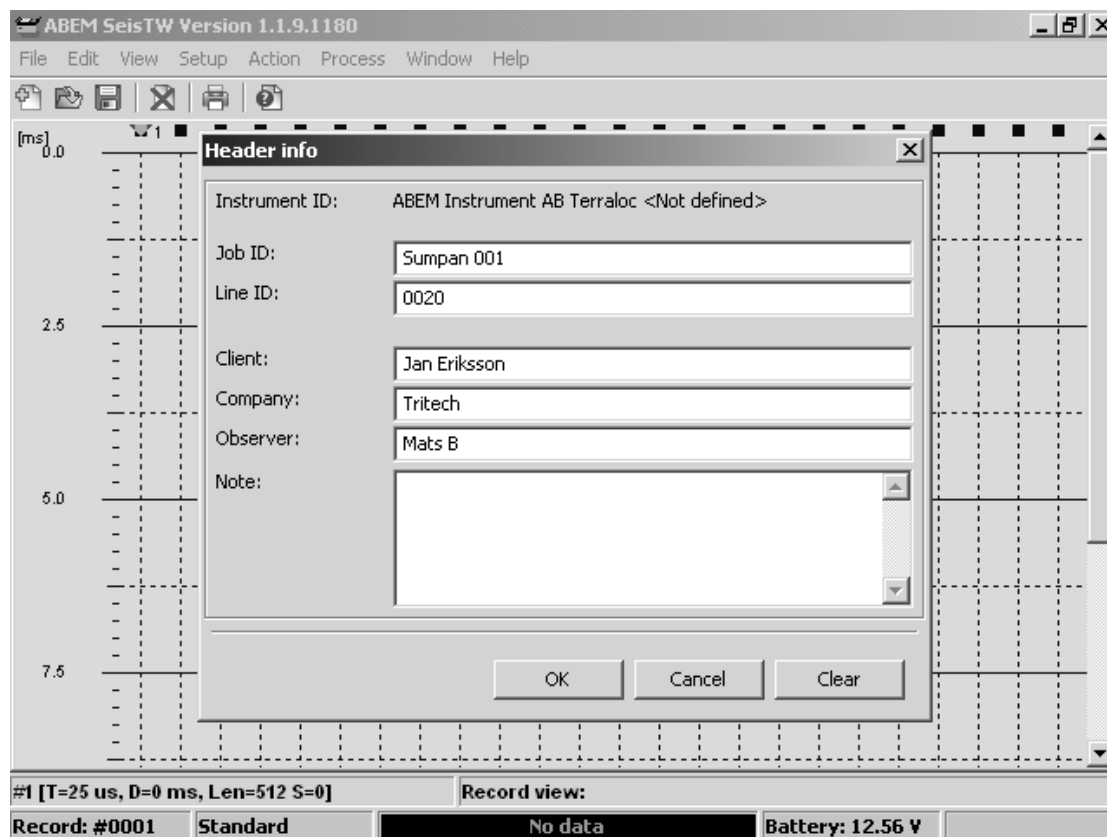 ABEM SeisTW Version 1.1.9.1180
File Edit View Setup Action Process Window Help
[ms]
1
0.0
Header info
Instrument ID: ABEM Instrument AB Terraloc <Not defined>
Job ID: Sumpan 001
Line ID: 0020
2.5
Client: Jan Eriksson
Company: Tritech
Observer: Mats B
Note:
5.0
7.5
OK Cancel Clear
#1 [T=25 us, D=0 ms, Len=512 S=0] Record view:
Record: #0001 Standard No data Battery: 12.56 V